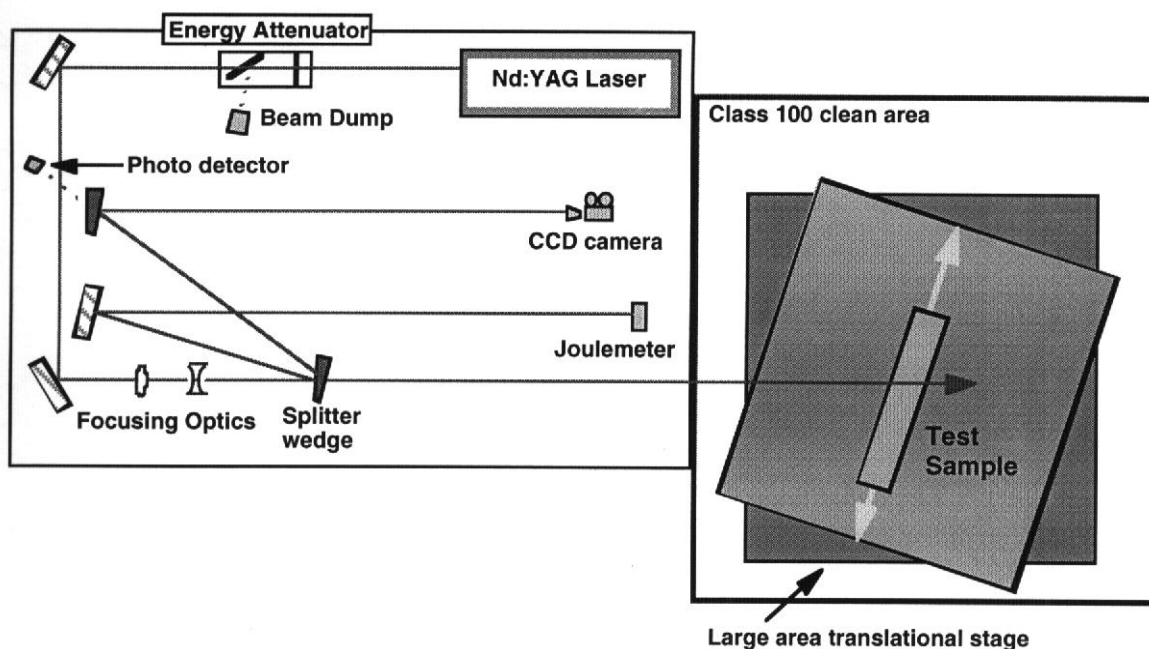 Energy Attenuator
Nd:YAG Laser
Beam Dump
Class 100 clean area
Photo detector
CCD camera
Joulemeter
Focusing Optics
Splitter
wedge
Test
Sample
Large area translational stage